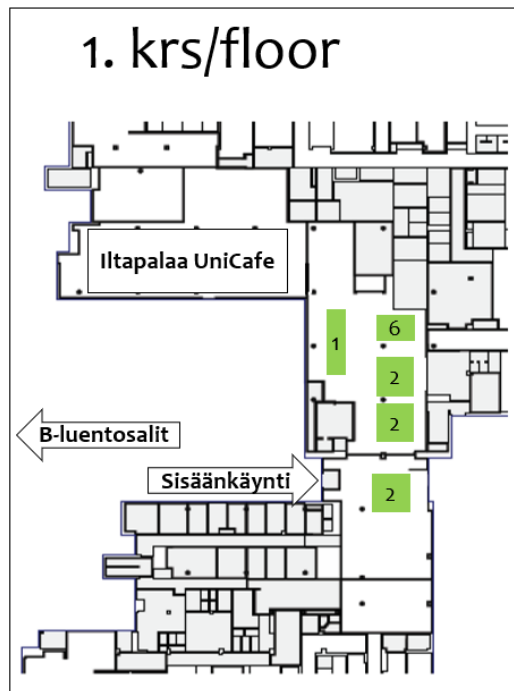 1. krs/floor
Iltapalaa UniCafe
1
6
2
2
B-luentosalit
Sisäänkäynti
2